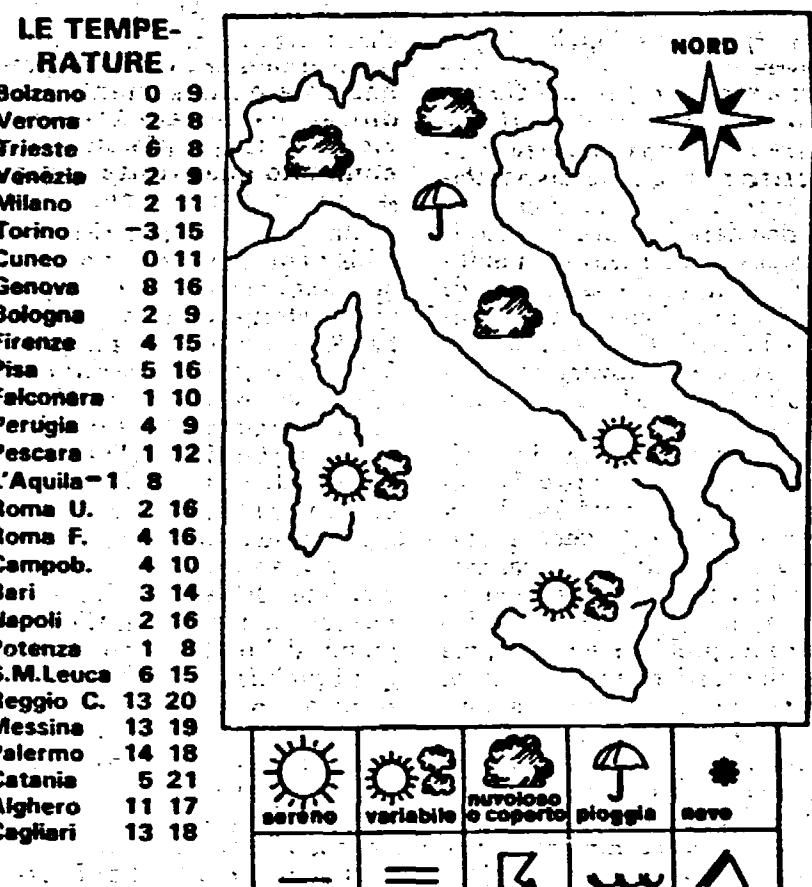 LE TEMPE-
RATURE
Bolzano 0 9
Verona 2 8
Trieste 6 8
Venezia 2 9
Milano 2 11
Torino -3 15
Cuneo 0 11
Genova 8 16
Bologna 2 9
Firenze 4 15
Pisa 5 16
Falconara 1 10
Perugia 4 9
Pescara 1 12
L'Aquila -1 8
Roma U. 2 16
Roma F. 4 16
Campob. 4 10
Bari 3 14
Napoli 2 16
Potenza 1 8
S.M.Leuca 6 15
Reggio C. 13 20
Messina 13 19
Palermo 14 18
Catania 5 21
Alghero 11 17
Cagliari 13 18
NORD
sereno
variabile
nuvoloso
o coperto
pioggia
neve